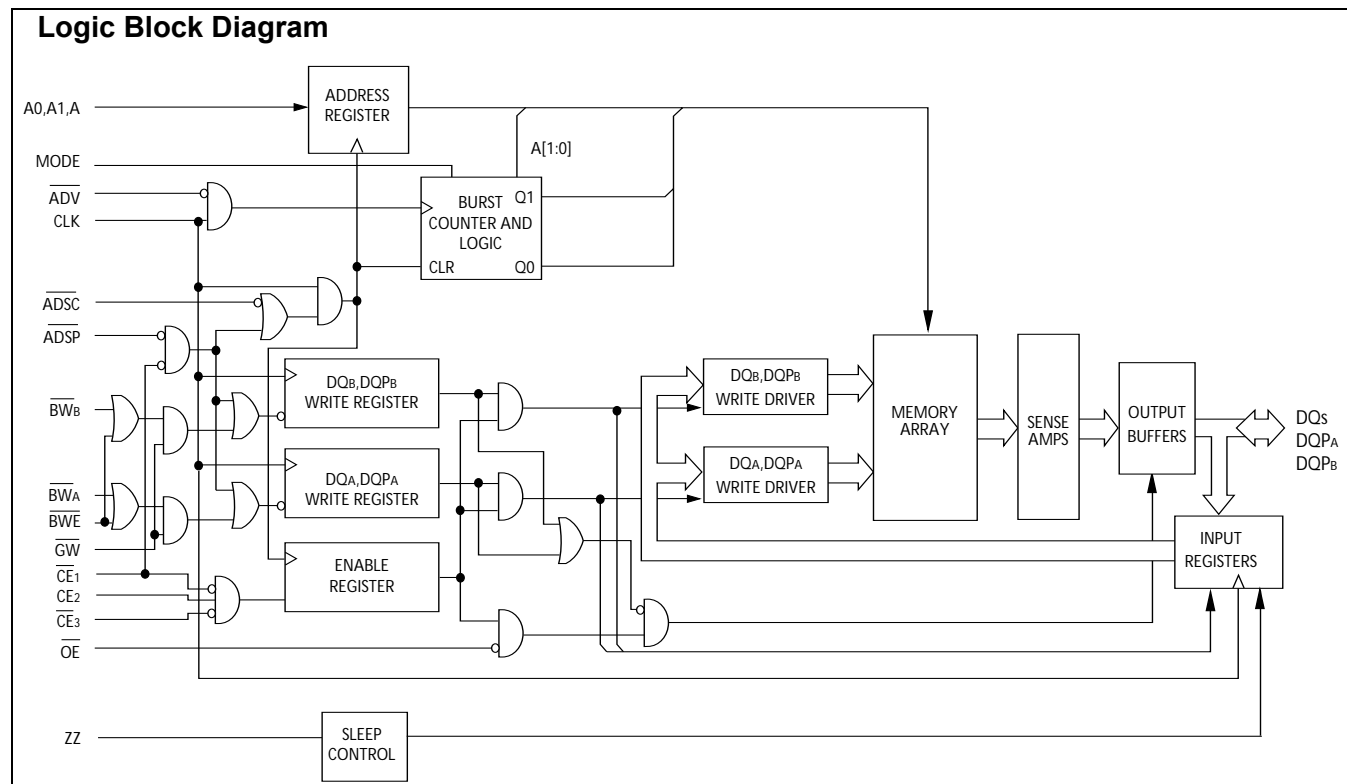 Logic Block Diagram
A0,A1,A
ADDRESS
REGISTER
MODE
A[1:0]
ADV
CLK
BURST
COUNTER AND
LOGIC
Q1
CLR
Q0
ADSC
ADSP
DQB,DQPB
WRITE REGISTER
DQB,DQPB
WRITE DRIVER
MEMORY
ARRAY
SENSE
AMPS
OUTPUT
BUFFERS
DQs
DQPA
DQPB
BWB
DQA,DQPA
WRITE REGISTER
DQA,DQPA
WRITE DRIVER
BWA
BWE
GW
INPUT
REGISTERS
ENABLE
REGISTER
CE1
CE2
CE3
OE
ZZ
SLEEP
CONTROL